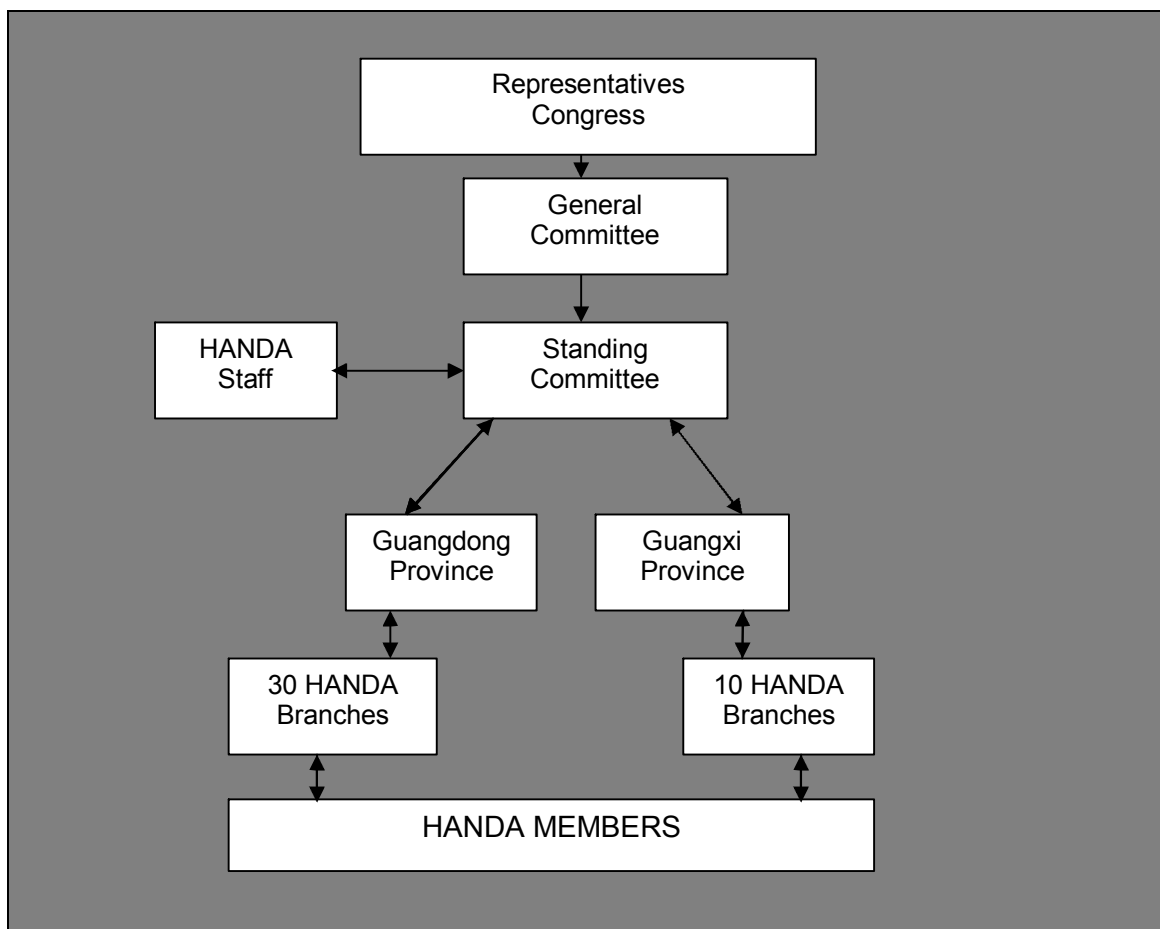 Representatives
Congress
General
Committee
HANDA
Staff
Standing
Committee
Guangdong
Province
Guangxi
Province
30 HANDA
Branches
10 HANDA
Branches
HANDA MEMBERS